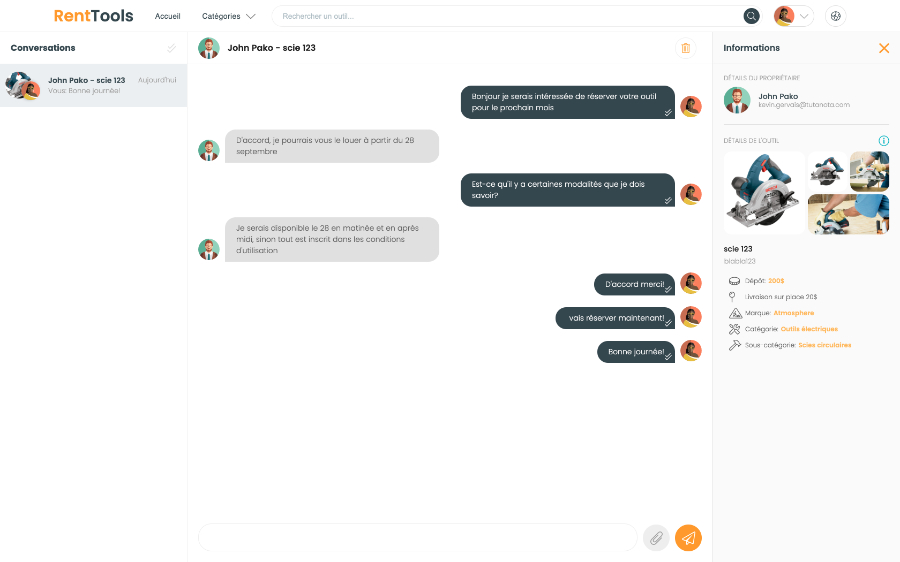 RentTools
Accueil
Catégories
Rechercher un outil...
Conversations
John Pako - scie 123
Aujourd'hui
Vous: Bonne journée!
John Pako - scie 123
Bonjour je serais intéressée de réserver votre outil
pour le prochain mois
D'accord, je pourrais vous le louer à partir du 28
septembre
Est-ce qu'il y a certaines modalités que je dois
savoir?
Je serais disponible le 28 en matinée et en après
midi, sinon tout est inscrit dans les conditions
d'utilisation
D'accord merci!
vais réserver maintenant!
Bonne journée!
Informations
DÉTAILS DU PROPRIÉTAIRE
John Pako
kevin.gervais@tutanota.com
DÉTAILS DE L'OUTIL
scie 123
blabla123
Dépôt: 200$
Livraison sur place 20$
Marque: Atmosphere
Catégorie: Outils électriques
Sous: catégorie: Scies circulaires